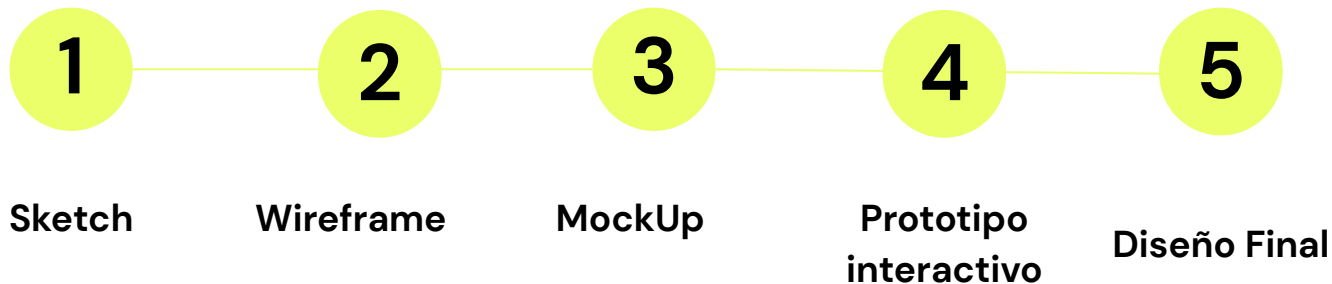 1
2
3
4
5
Sketch
Wireframe
MockUp
Prototipo
interactivo
Diseño Final